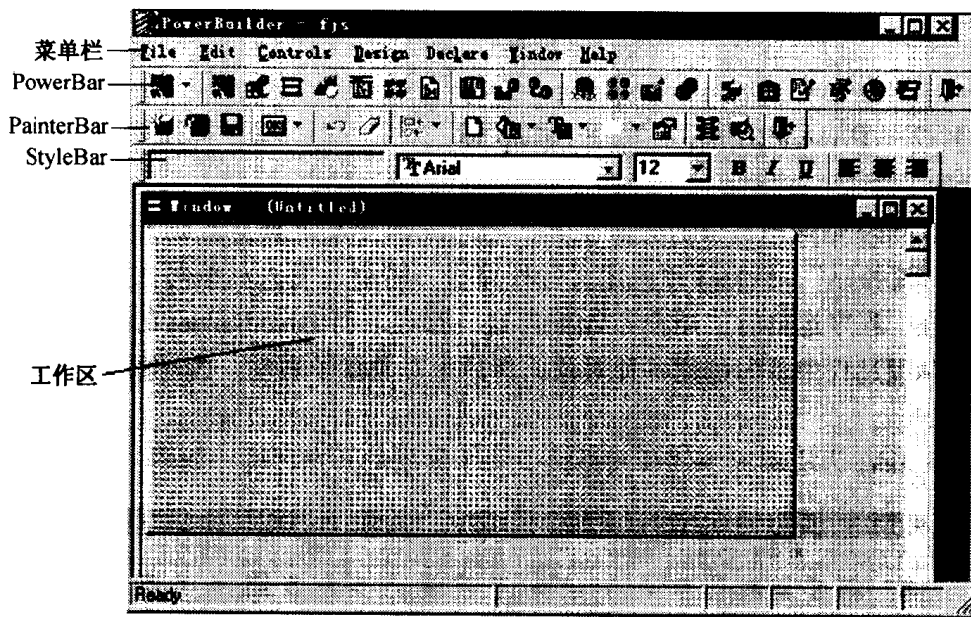 PowerBuilder - fjs
菜单栏
File Edit Controls Design Declare Window Help
PowerBar
PainterBar
StyleBar
Arial 12 B I U
Window (Untitled)
工作区
Ready